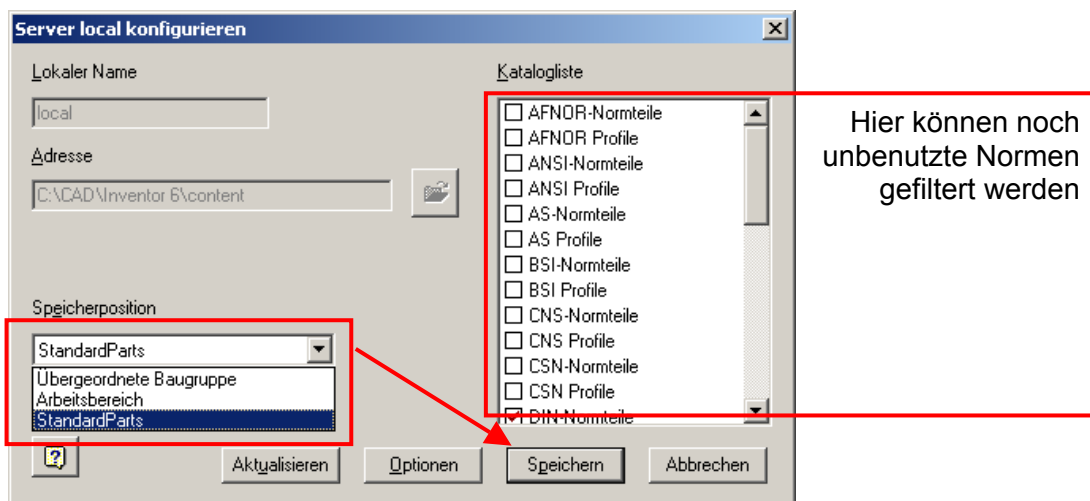 Server local konfigurieren
Lokaler Name
local
Adresse
C:\CAD\Inventor 6\content
Speicherposition
StandardParts
Übergeordnete Baugruppe
Arbeitsbereich
StandardParts
Katalogliste
AFNOR-Normteile
AFNOR Profile
ANSI-Normteile
ANSI Profile
AS-Normteile
AS Profile
BSI-Normteile
BSI Profile
CNS-Normteile
CNS Profile
CSN-Normteile
CSN Profile
DIN-Normteile
Aktualisieren
Optionen
Speichern
Abbrechen
Hier können noch
unbenutzte Normen
gefiltert werden